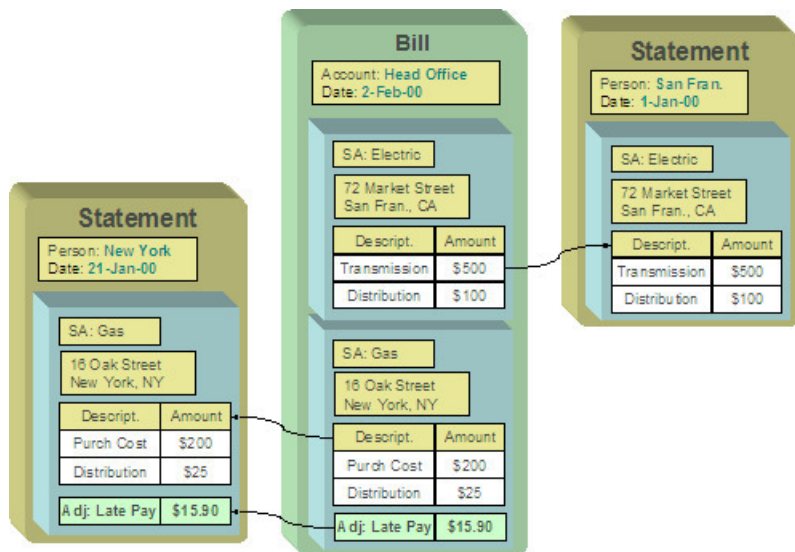 Statement
Person: New York
Date: 21-Jan-00
SA: Gas
16 Oak Street
New York, NY
Descript. Amount
Purch Cost $200
Distribution $25
Adj: Late Pay $15.90
Bill
Account: Head Office
Date: 2-Feb-00
SA: Electric
72 Market Street
San Fran., CA
Descript. Amount
Transmission $500
Distribution $100
SA: Gas
16 Oak Street
New York, NY
Descript. Amount
Purch Cost $200
Distribution $25
Adj: Late Pay $15.90
Statement
Person: San Fran.
Date: 1-Jan-00
SA: Electric
72 Market Street
San Fran., CA
Descript. Amount
Transmission $500
Distribution $100